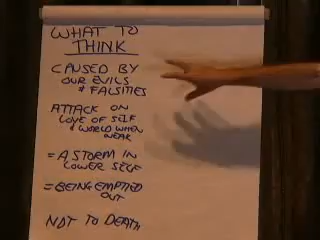 WHAT TO
THINK
CAUSED BY
OUR EVILS
& FALSITIES
ATTACK ON
LOVE OF SELF
& WORLD WHEN
WEAK
= A STORM IN
LOWER SELF
= BEING EMPTIED
OUT
NOT TO DEATH